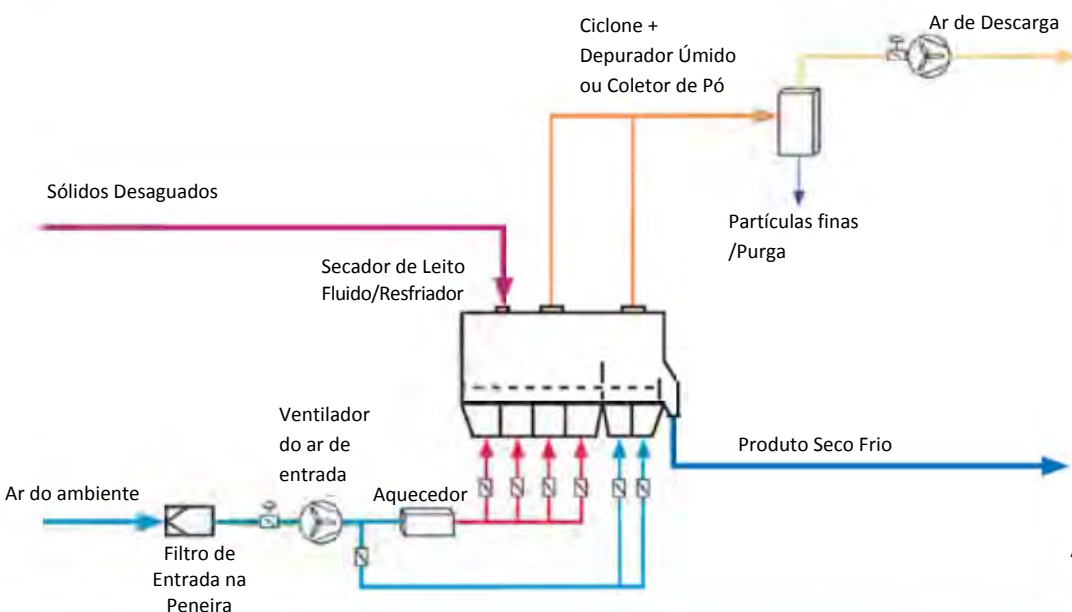 Ciclone +
Depurador Úmido
ou Coletor de Pó
Ar de Descarga
Sólidos Desaguados
Partículas finas
/Purga
Secador de Leito
Fluido/Resfriador
Ventilador
do ar de
entrada
Produto Seco Frio
Ar do ambiente
Aquecedor
Filtro de
Entrada na
Peneira